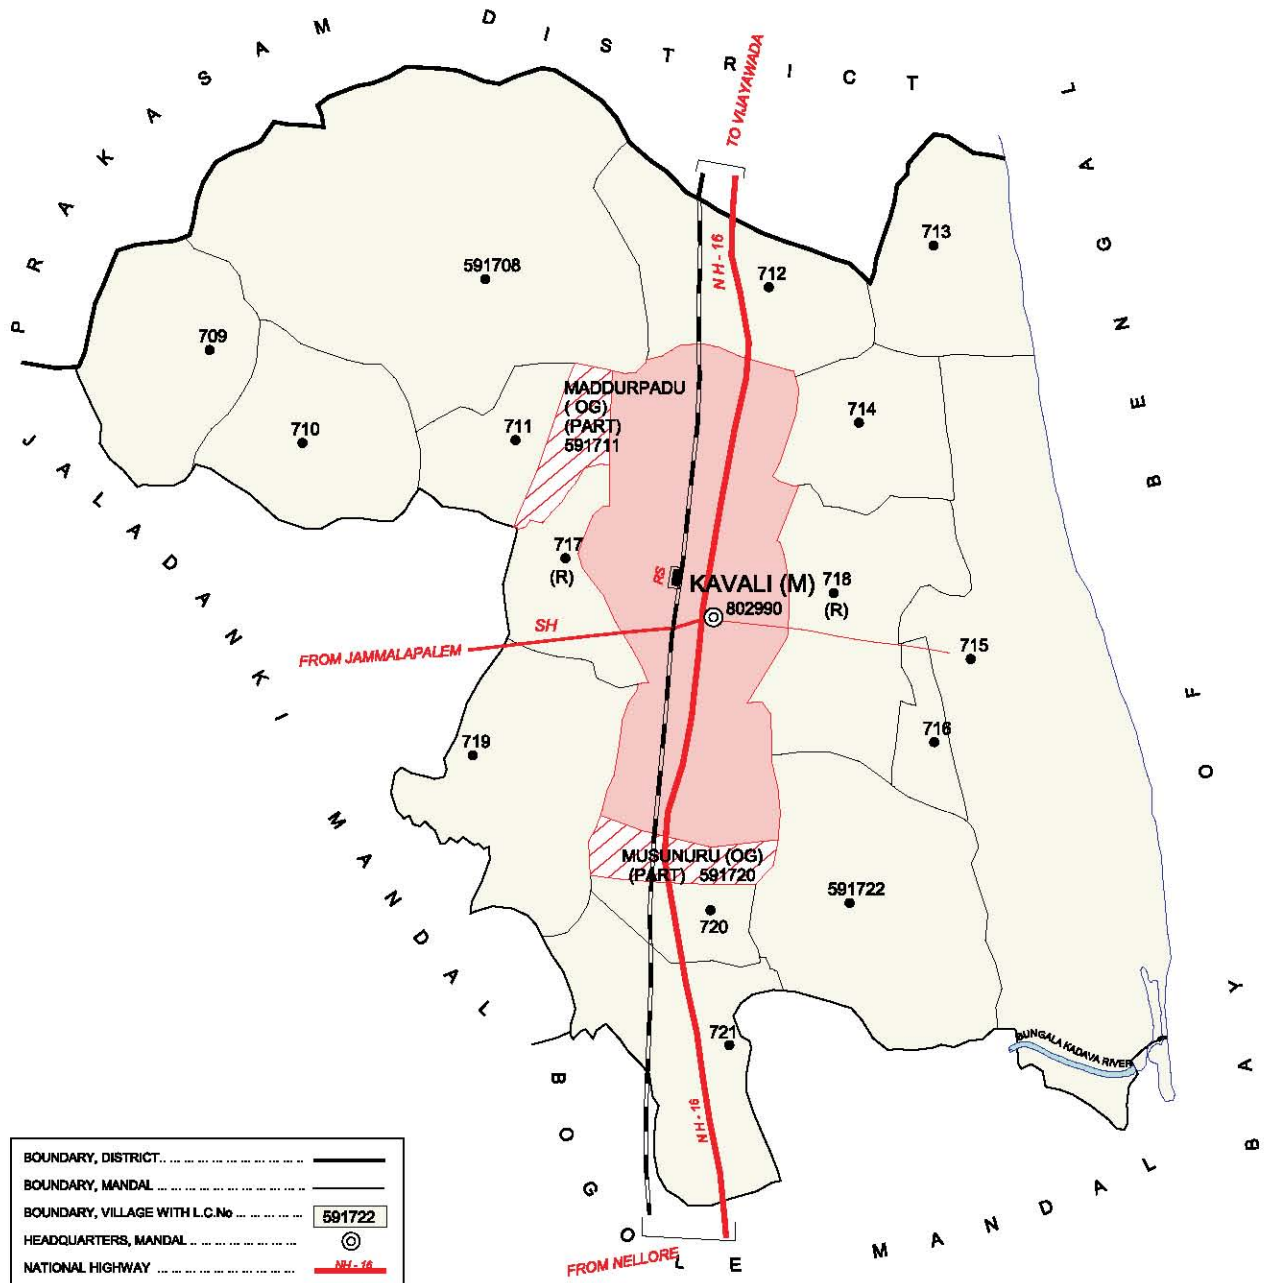 PRAKASAM DISTRICT
TO VIJAYAWADA
BAY OF BENGAL
NH - 16
713
712
591708
709
MADDURPADU
( OG)
(PART)
591711
714
711
710
717
(R)
RS
KAVALI (M)
802990
718
(R)
SH
FROM JAMMALAPALEM
715
716
719
JALADANKI MANDAL
MUSUNURU (OG)
(PART) 591720
591722
720
721
BUNGALA KADAVA RIVER
NH - 16
BOGOLE MANDAL
FROM NELLORE
BOUNDARY, DISTRICT
BOUNDARY, MANDAL
BOUNDARY, VILLAGE WITH L.C.No 591722
HEADQUARTERS, MANDAL
NATIONAL HIGHWAY NH - 16